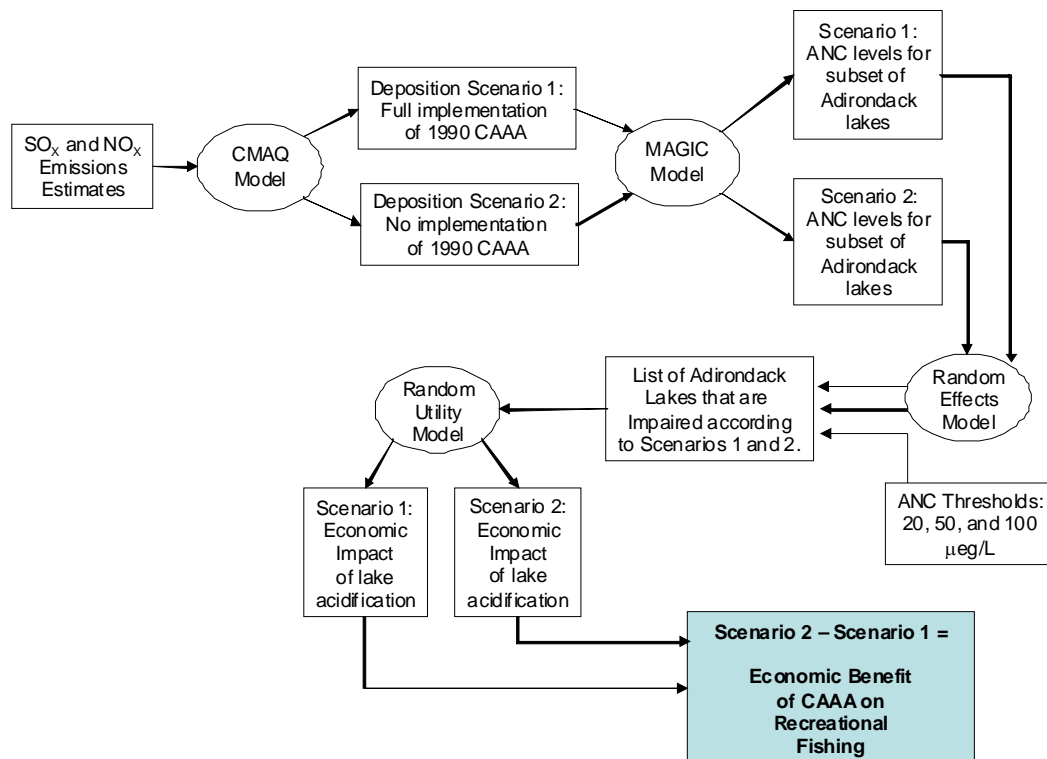 SOX and NOX
Emissions
Estimates
CMAQ
Model
Deposition Scenario 1:
Full implementation
of 1990 CAAA
Deposition Scenario 2:
No implementation
of 1990 CAAA
MAGIC
Model
Scenario 1:
ANC levels for
subset of
Adirondack
lakes
Scenario 2:
ANC levels for
subset of
Adirondack
lakes
Random
Effects
Model
ANC Thresholds:
20, 50, and 100
µeg/L
List of Adirondack
Lakes that are
Impaired according
to Scenarios 1 and 2.
Random
Utility
Model
Scenario 1:
Economic
Impact
of lake
acidification
Scenario 2:
Economic
Impact
of lake
acidification
Scenario 2 – Scenario 1 =
Economic Benefit
of CAAA on
Recreational
Fishing